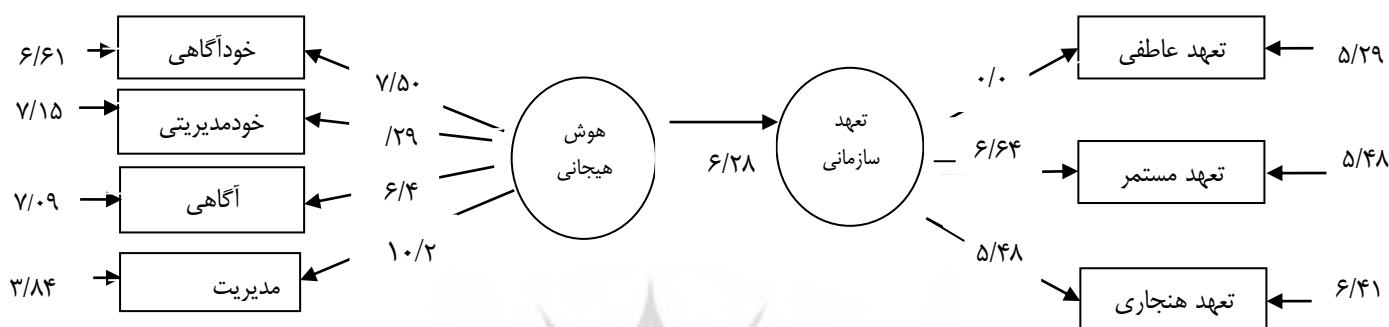 خودآگاهی
۶/۶۱
۷/۵۰
خودمدیریتی
۷/۱۵
/۲۹
آگاهی
۷/۰۹
۶/۴
مدیریت
۳/۸۴
۱۰/۲
هوش
هیجانی
۶/۲۸
تعهد
سازمانی
۰/۰
تعهد عاطفی
۵/۲۹
۶/۶۴
تعهد مستمر
۵/۴۸
۵/۴۸
تعهد هنجاری
۶/۴۱